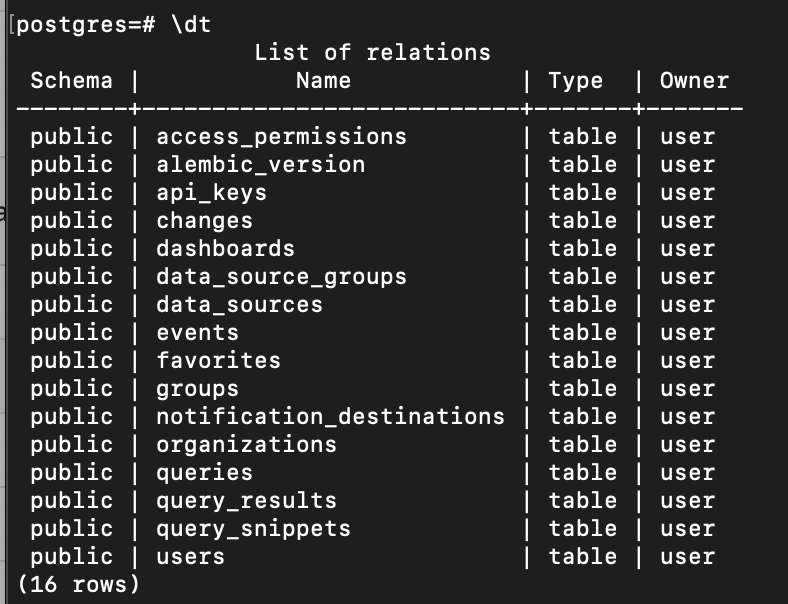 [postgres=# \dt
                 List of relations
 Schema |           Name            | Type  | Owner
--------+---------------------------+-------+-------
 public | access_permissions        | table | user
 public | alembic_version           | table | user
 public | api_keys                  | table | user
 public | changes                   | table | user
 public | dashboards                | table | user
 public | data_source_groups        | table | user
 public | data_sources              | table | user
 public | events                    | table | user
 public | favorites                 | table | user
 public | groups                    | table | user
 public | notification_destinations | table | user
 public | organizations             | table | user
 public | queries                   | table | user
 public | query_results             | table | user
 public | query_snippets            | table | user
 public | users                     | table | user
(16 rows)